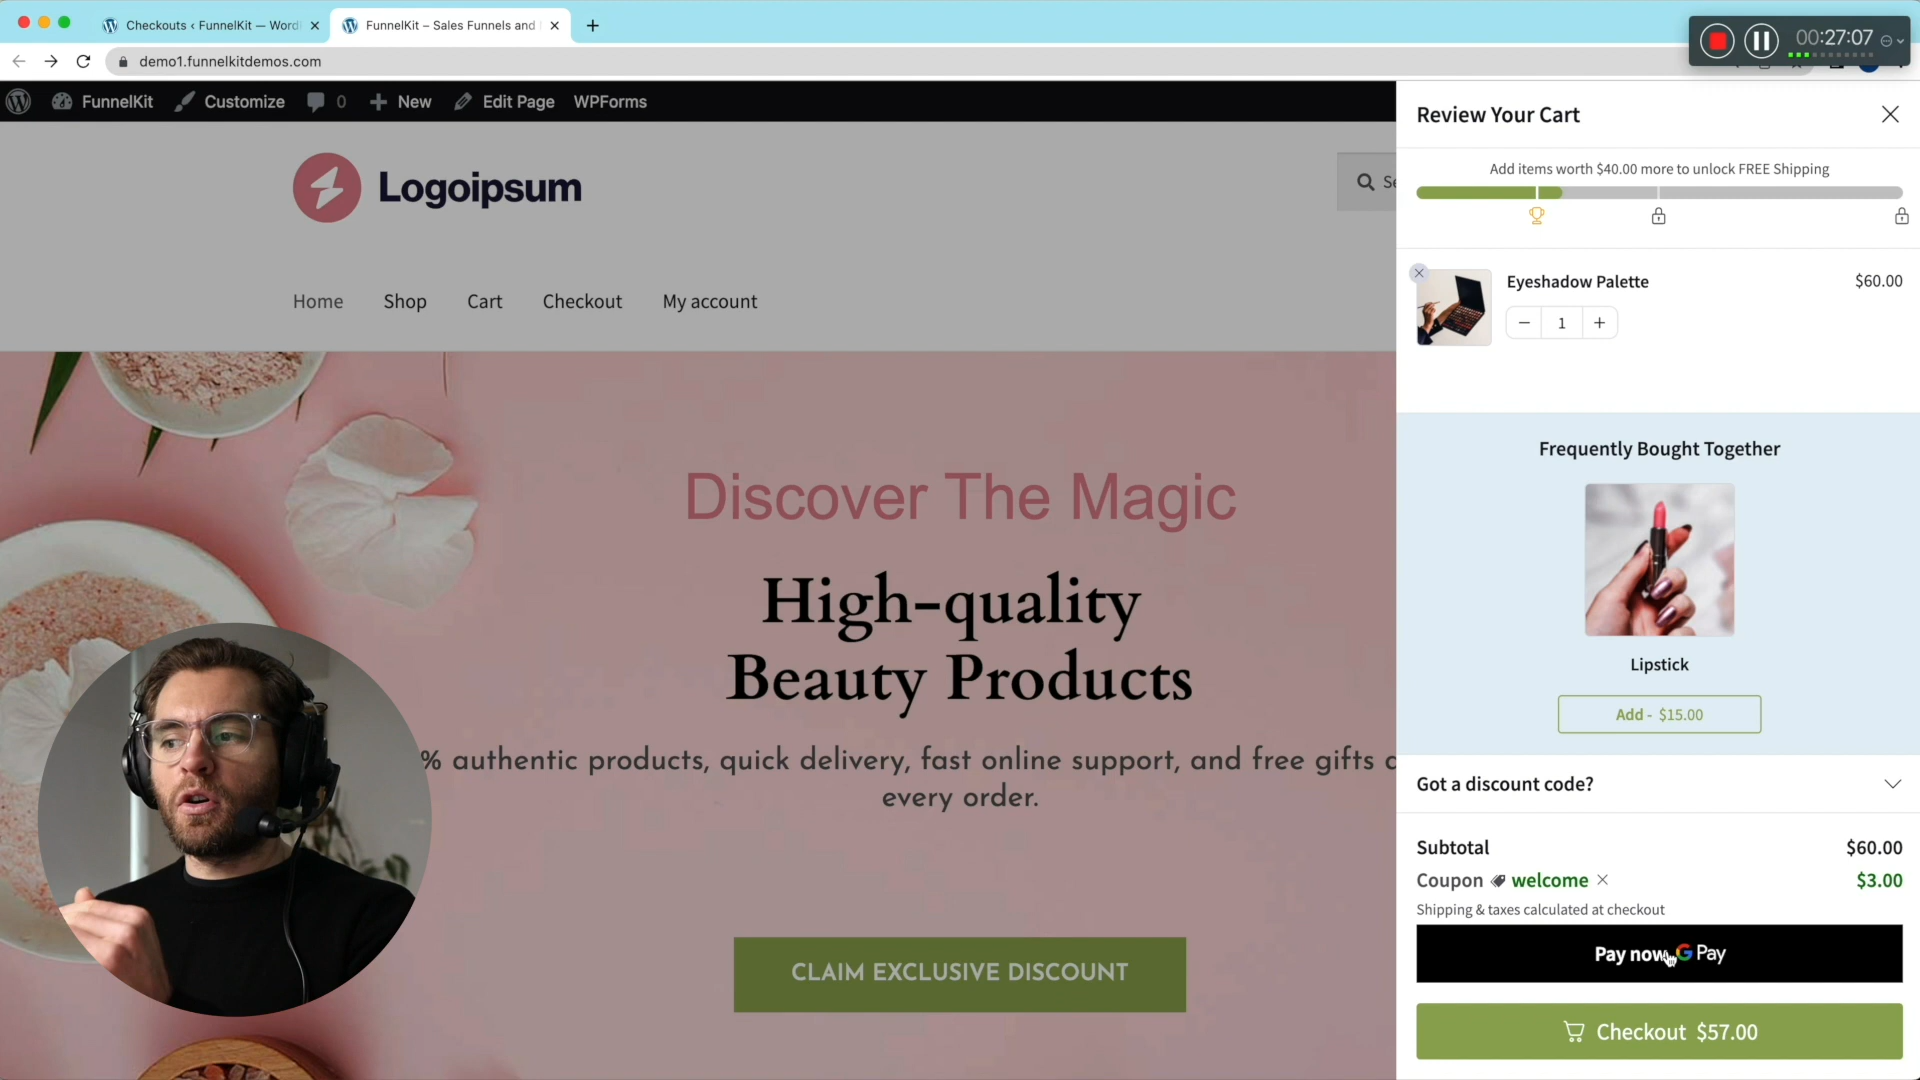 Checkouts ‹ FunnelKit — Word
FunnelKit – Sales Funnels and
00:27:07
demo1.funnelkitdemos.com
FunnelKit
Customize
0
New
Edit Page
WPForms
Logoipsum
Home
Shop
Cart
Checkout
My account
Discover The Magic
High-quality
Beauty Products
% authentic products, quick delivery, fast online support, and free gifts
every order.
CLAIM EXCLUSIVE DISCOUNT
Review Your Cart
Add items worth $40.00 more to unlock FREE Shipping
Eyeshadow Palette
$60.00
1
Frequently Bought Together
Lipstick
Add - $15.00
Got a discount code?
Subtotal
$60.00
Coupon welcome
$3.00
Shipping & taxes calculated at checkout
Pay now G Pay
Checkout $57.00